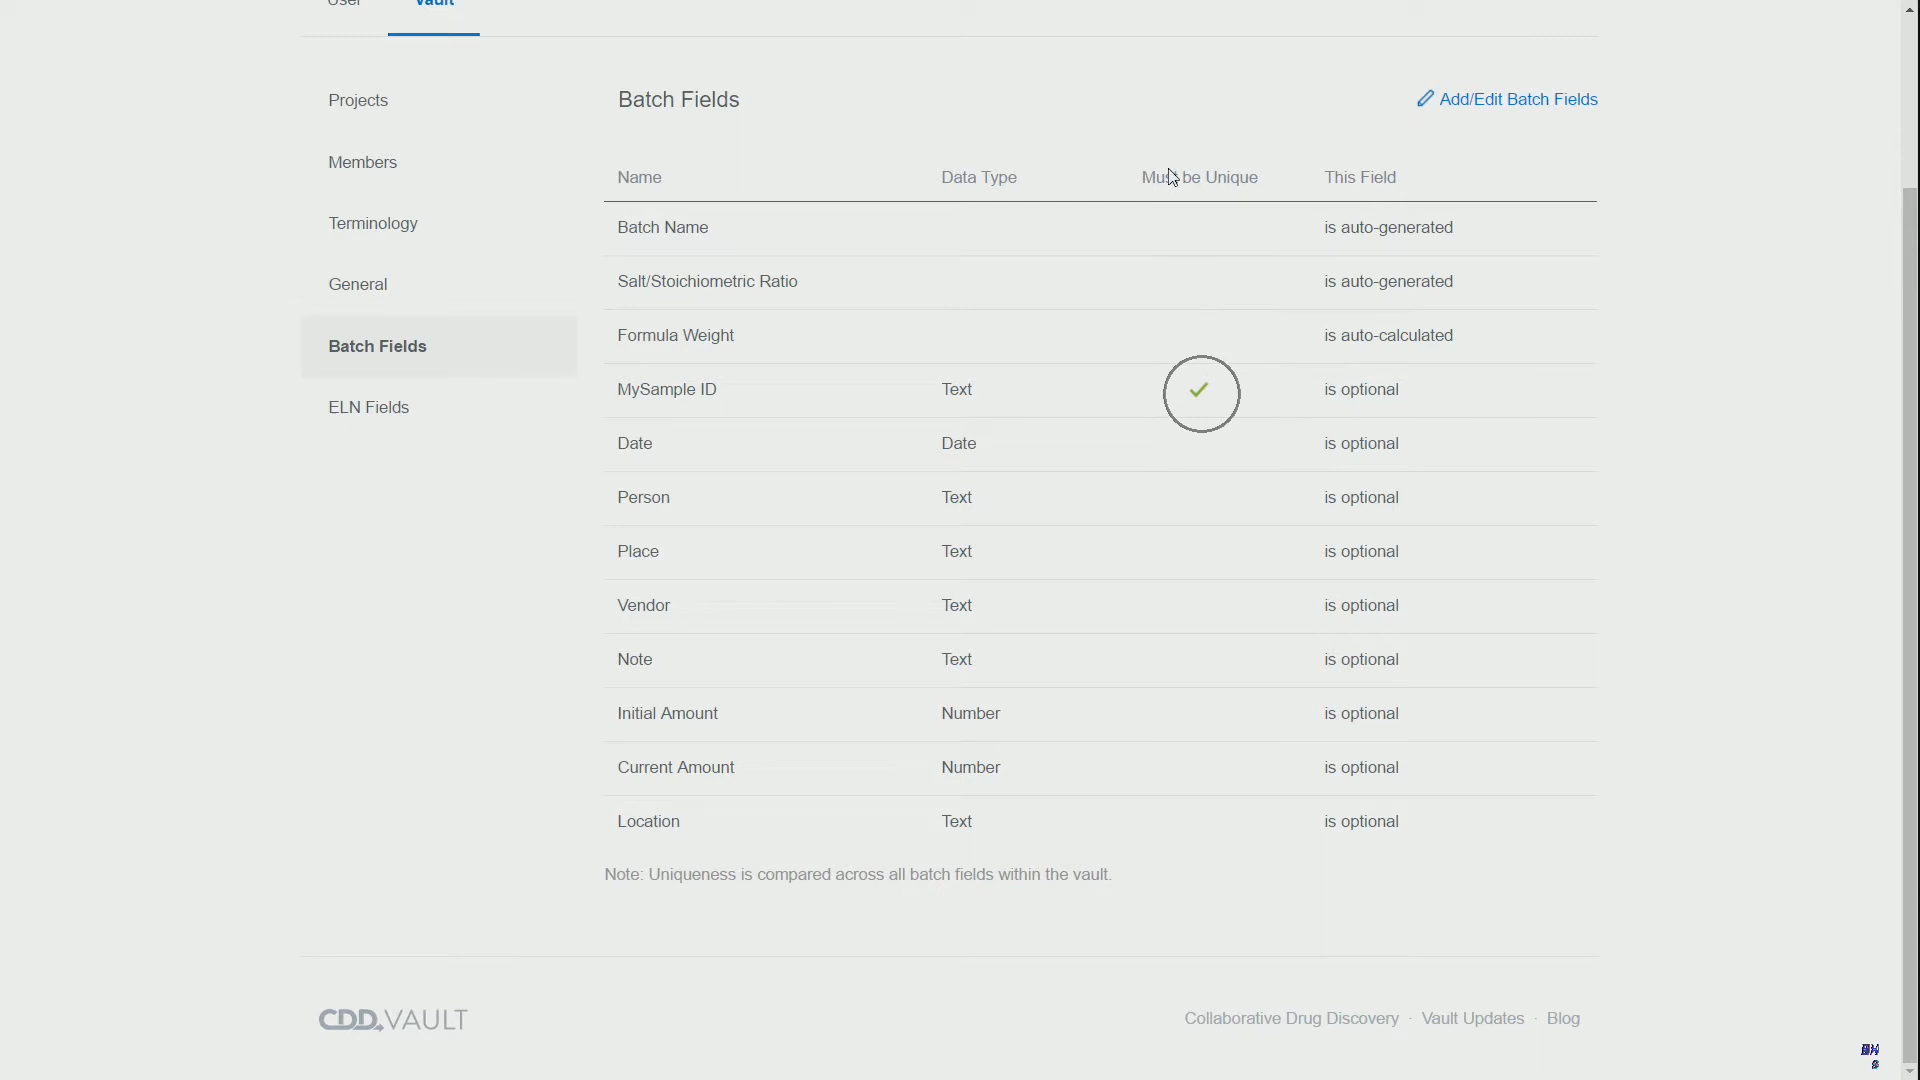 User Vault
Projects
Members
Terminology
General
Batch Fields
ELN Fields
Batch Fields
Add/Edit Batch Fields
Name Data Type Must be Unique This Field
Batch Name is auto-generated
Salt/Stoichiometric Ratio is auto-generated
Formula Weight is auto-calculated
MySample ID Text is optional
Date Date is optional
Person Text is optional
Place Text is optional
Vendor Text is optional
Note Text is optional
Initial Amount Number is optional
Current Amount Number is optional
Location Text is optional
Note: Uniqueness is compared across all batch fields within the vault.
CDD VAULT
Collaborative Drug Discovery · Vault Updates · Blog